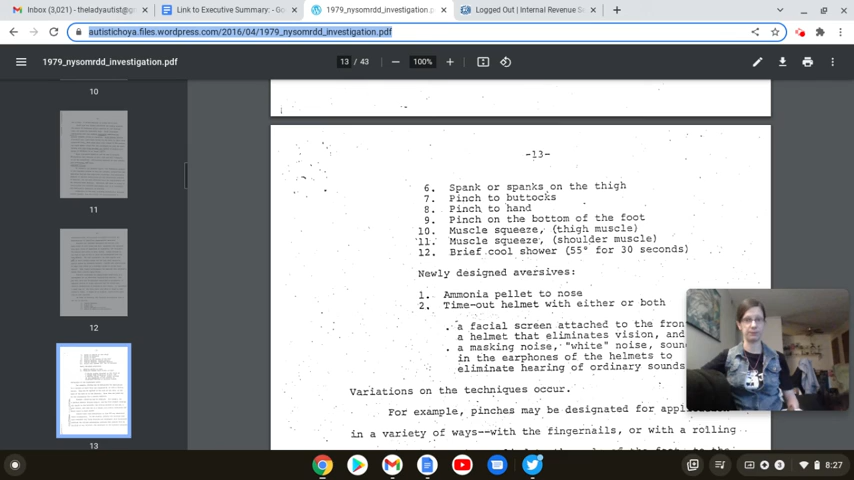 Inbox (3,021) - theladyautist@g
Link to Executive Summary: - Go
1979_nysomrdd_investigation.p
Logged Out | Internal Revenue S
autistichoya.files.wordpress.com/2016/04/1979_nysomrdd_investigation.pdf
1979_nysomrdd_investigation.pdf
13 / 43
100%
10
11
12
13
-13-
6. Spank or spanks on the thigh
7. Pinch to buttocks
8. Pinch to hand
9. Pinch on the bottom of the foot
10. Muscle squeeze, (thigh muscle)
11. Muscle squeeze, (shoulder muscle)
12. Brief cool shower (55° for 30 seconds)
Newly designed aversives:
1. Ammonia pellet to nose
2. Time-out helmet with either or both
. a facial screen attached to the fron
a helmet that eliminates vision, and
. a masking noise, "white" noise, soun
in the earphones of the helmets to
eliminate hearing of ordinary sounds
Variations on the techniques occur.
For example, pinches may be designated for
in a variety of ways--with the fingernails, or with a rolling
3
8:27